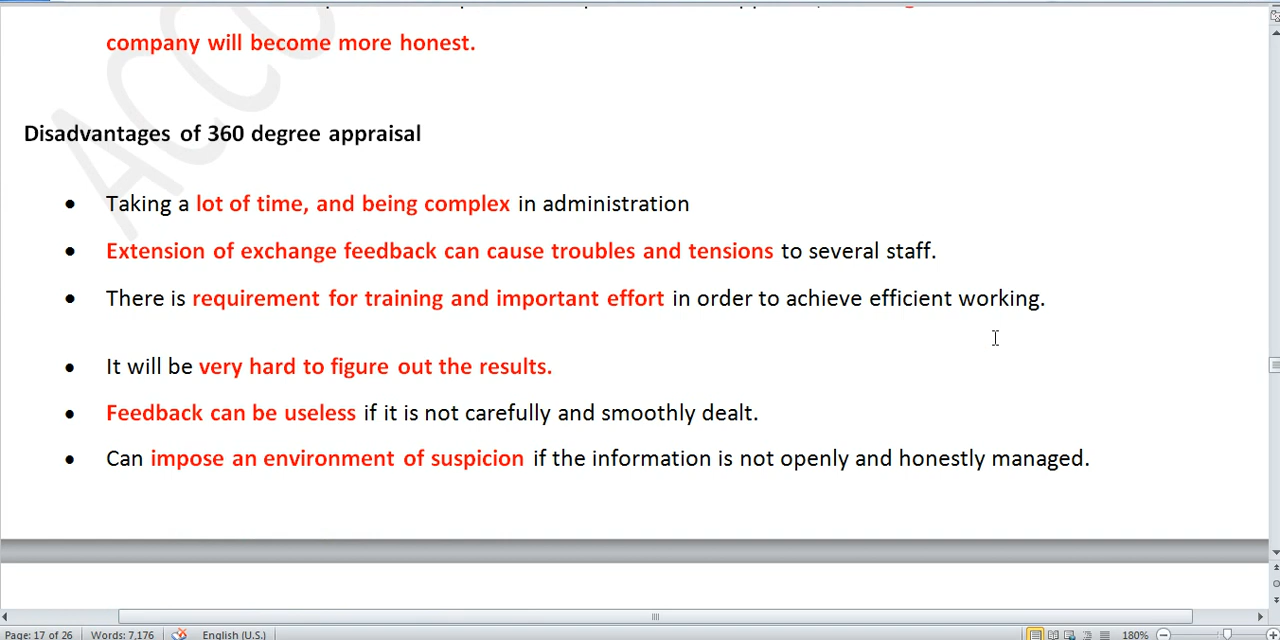 company will become more honest.
ACCO
Disadvantages of 360 degree appraisal
• Taking a lot of time, and being complex in administration
• Extension of exchange feedback can cause troubles and tensions to several staff.
• There is requirement for training and important effort in order to achieve efficient working.
• It will be very hard to figure out the results.
• Feedback can be useless if it is not carefully and smoothly dealt.
• Can impose an environment of suspicion if the information is not openly and honestly managed.
Page: 17 of 26 Words: 7,176 English (U.S.) 180%